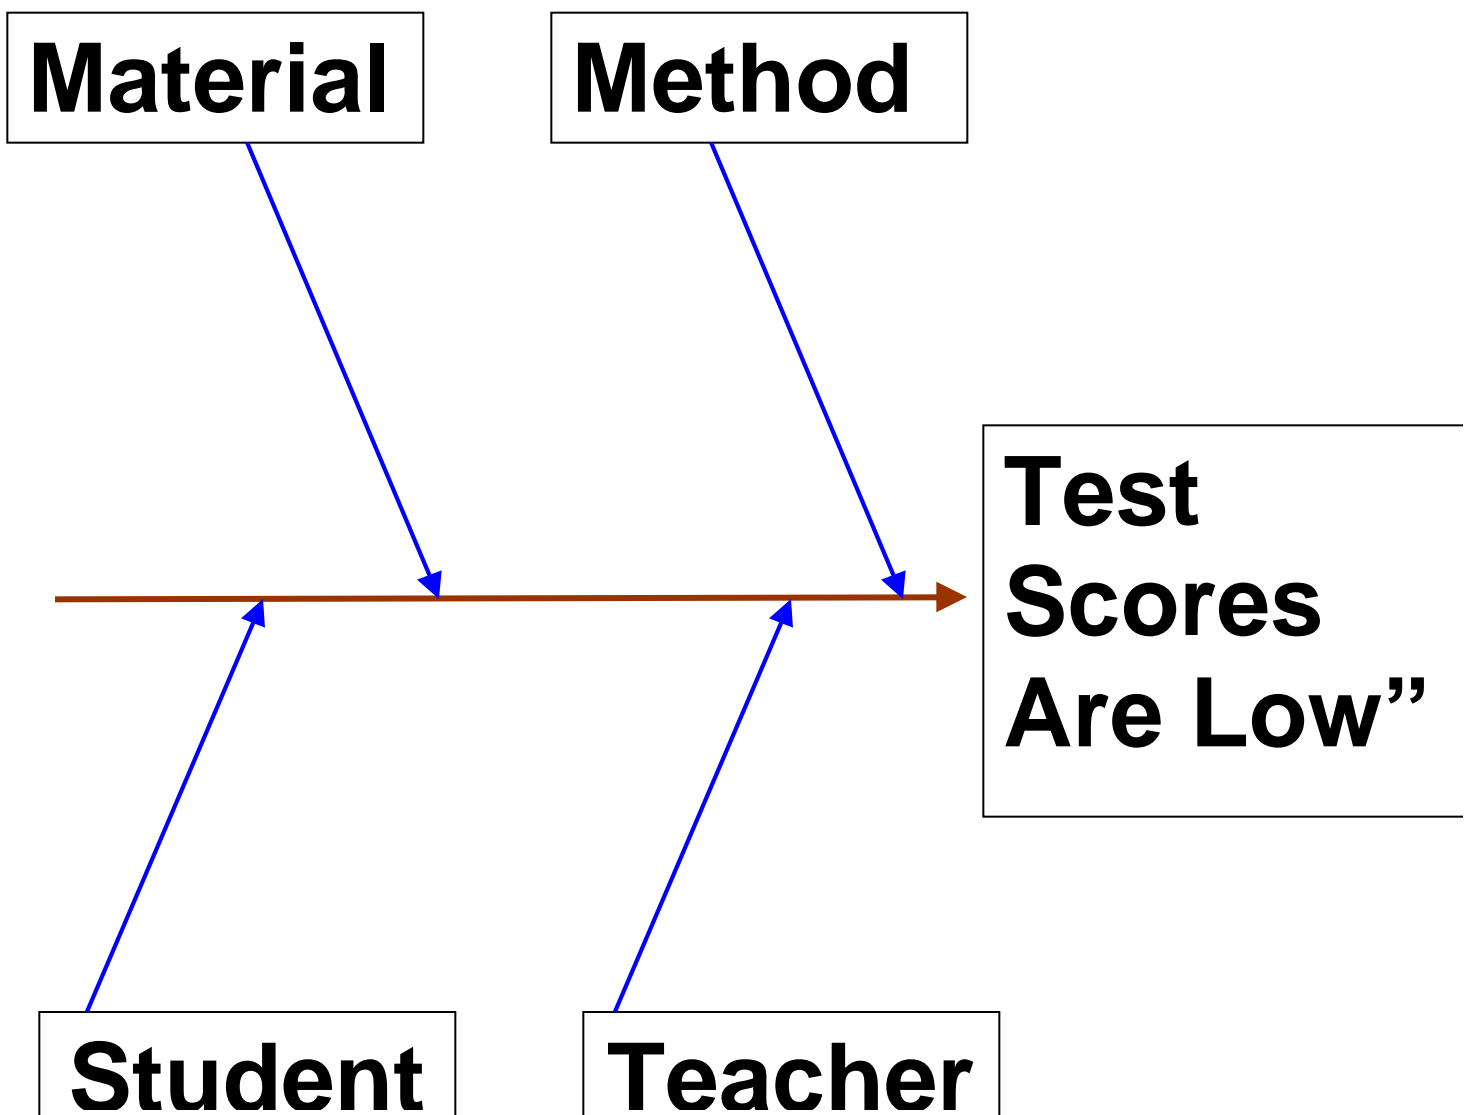 Material
Method
Test
Scores
Are Low”
Student
Teacher